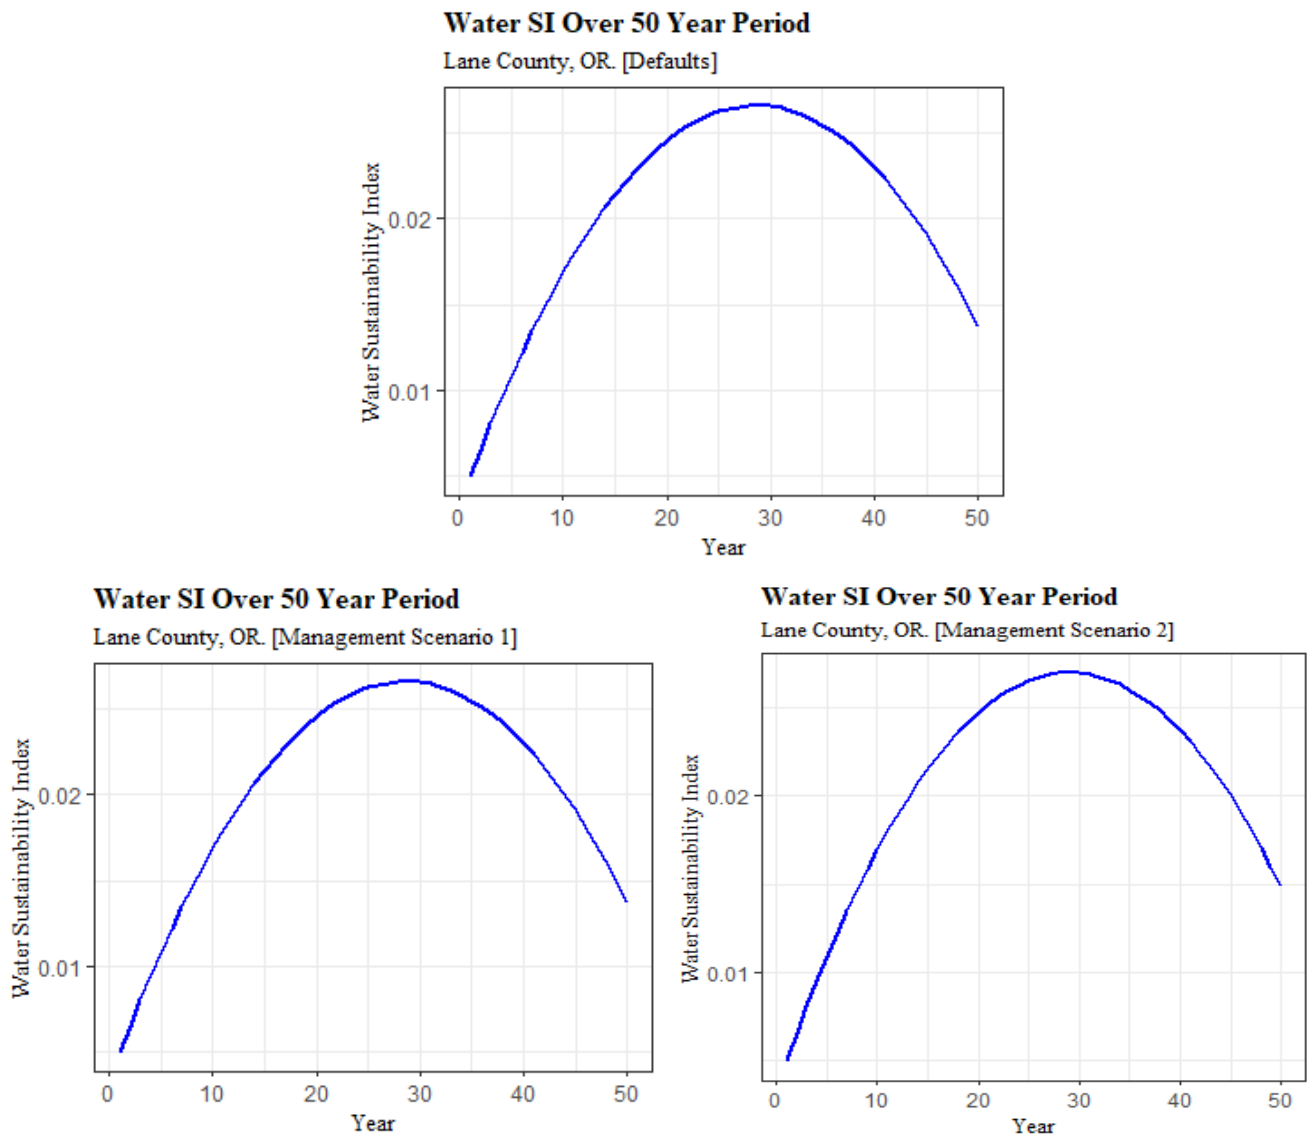 Water SI Over 50 Year Period
Lane County, OR. [Defaults]
Water Sustainability Index
0.02
0.01
0 10 20 30 40 50
Year
Water SI Over 50 Year Period
Lane County, OR. [Management Scenario 1]
Water Sustainability Index
0.02
0.01
0 10 20 30 40 50
Year
Water SI Over 50 Year Period
Lane County, OR. [Management Scenario 2]
Water Sustainability Index
0.02
0.01
0 10 20 30 40 50
Year